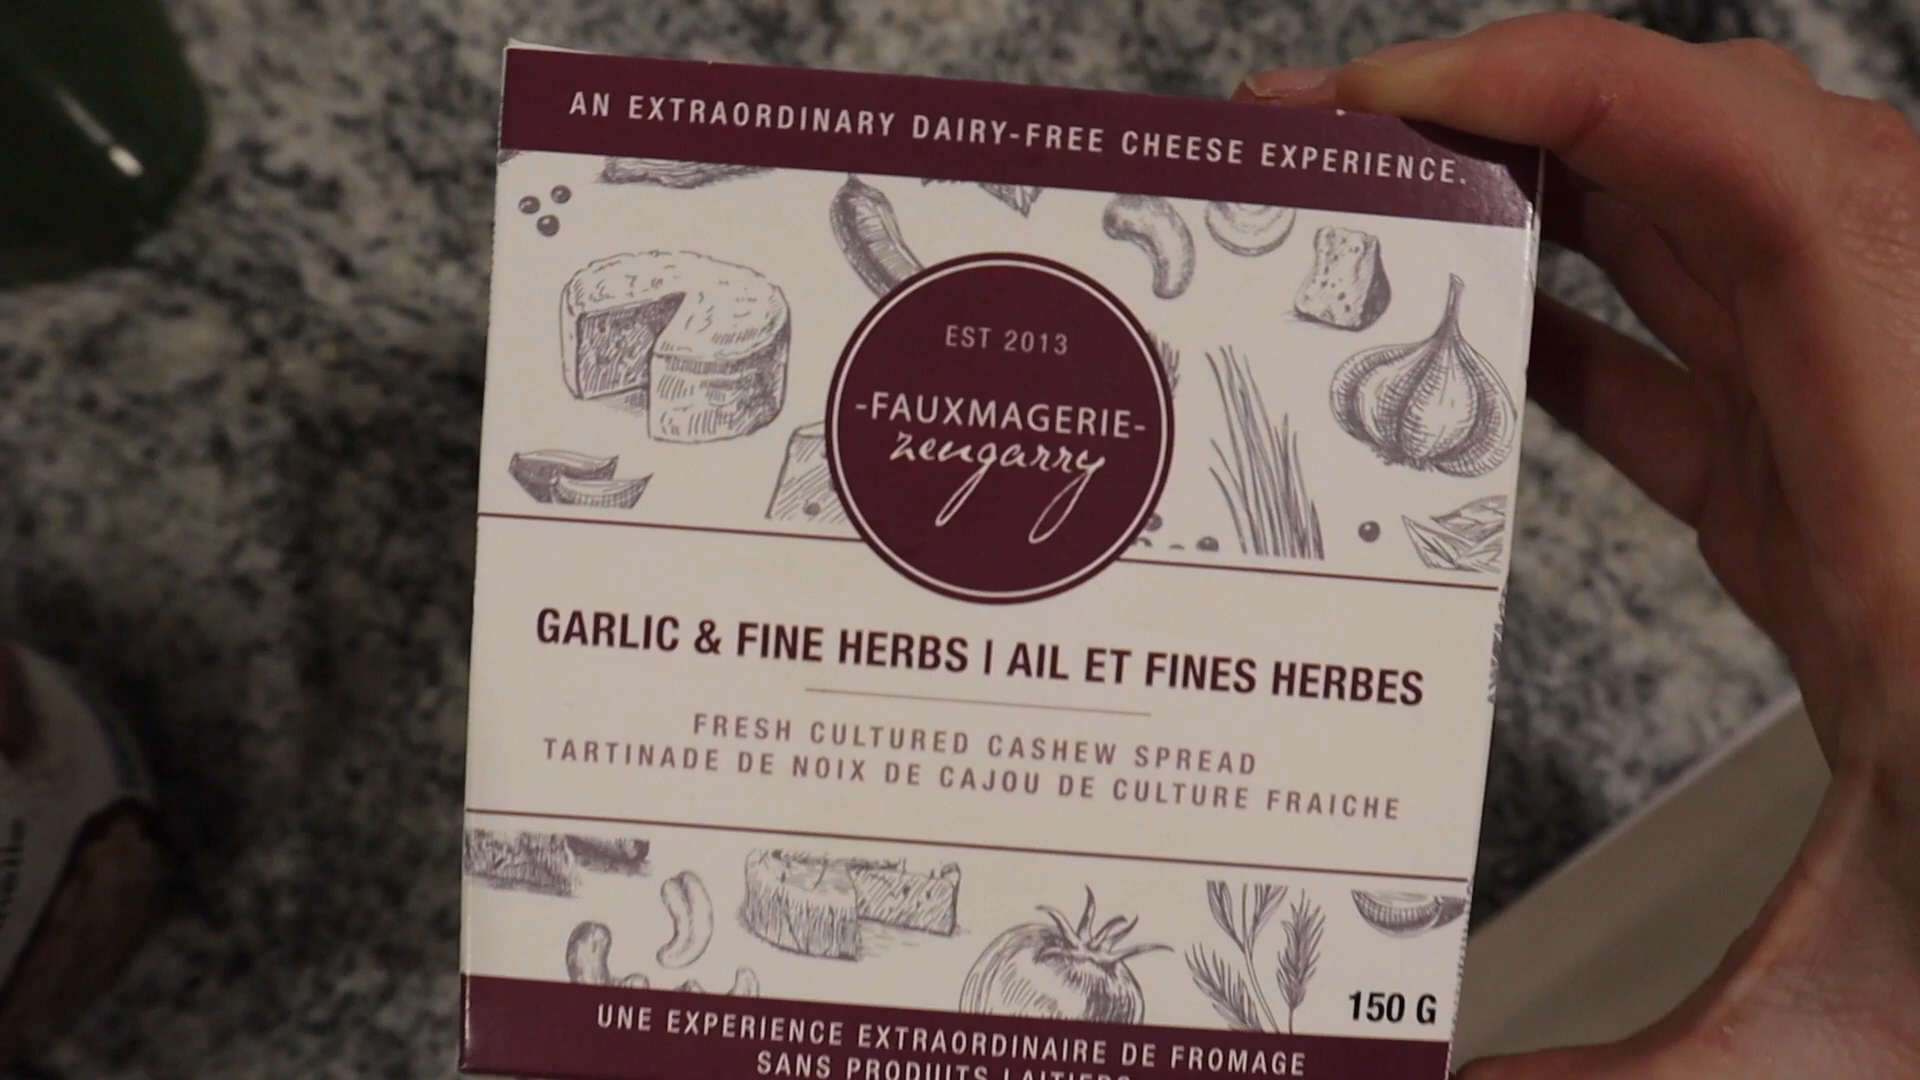 AN EXTRAORDINARY DAIRY-FREE CHEESE EXPERIENCE.
EST 2013
-FAUXMAGERIE-
zengarry
GARLIC & FINE HERBS | AIL ET FINES HERBES
FRESH CULTURED CASHEW SPREAD
TARTINADE DE NOIX DE CAJOU DE CULTURE FRAICHE
150 G
UNE EXPERIENCE EXTRAORDINAIRE DE FROMAGE
SANS PRODUITS LAITIERS